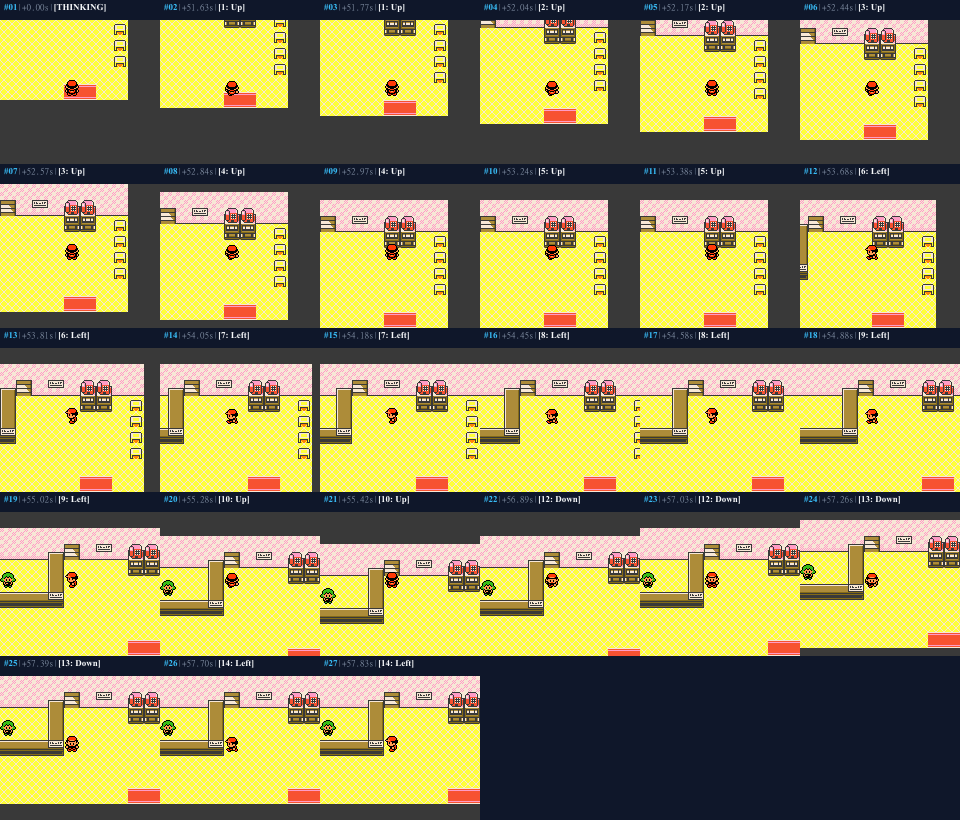 #01|+0.00s|[THINKING]
#02|+51.63s|[1: Up]
#03|+51.77s|[1: Up]
#04|+52.04s|[2: Up]
#05|+52.17s|[2: Up]
#06|+52.44s|[3: Up]
#07|+52.57s|[3: Up]
#08|+52.84s|[4: Up]
#09|+52.97s|[4: Up]
#10|+53.24s|[5: Up]
#11|+53.38s|[5: Up]
#12|+53.68s|[6: Left]
#13|+53.81s|[6: Left]
#14|+54.05s|[7: Left]
#15|+54.18s|[7: Left]
#16|+54.45s|[8: Left]
#17|+54.58s|[8: Left]
#18|+54.88s|[9: Left]
#19|+55.02s|[9: Left]
#20|+55.28s|[10: Up]
#21|+55.42s|[10: Up]
#22|+56.89s|[12: Down]
#23|+57.03s|[12: Down]
#24|+57.26s|[13: Down]
#25|+57.39s|[13: Down]
#26|+57.70s|[14: Left]
#27|+57.83s|[14: Left]